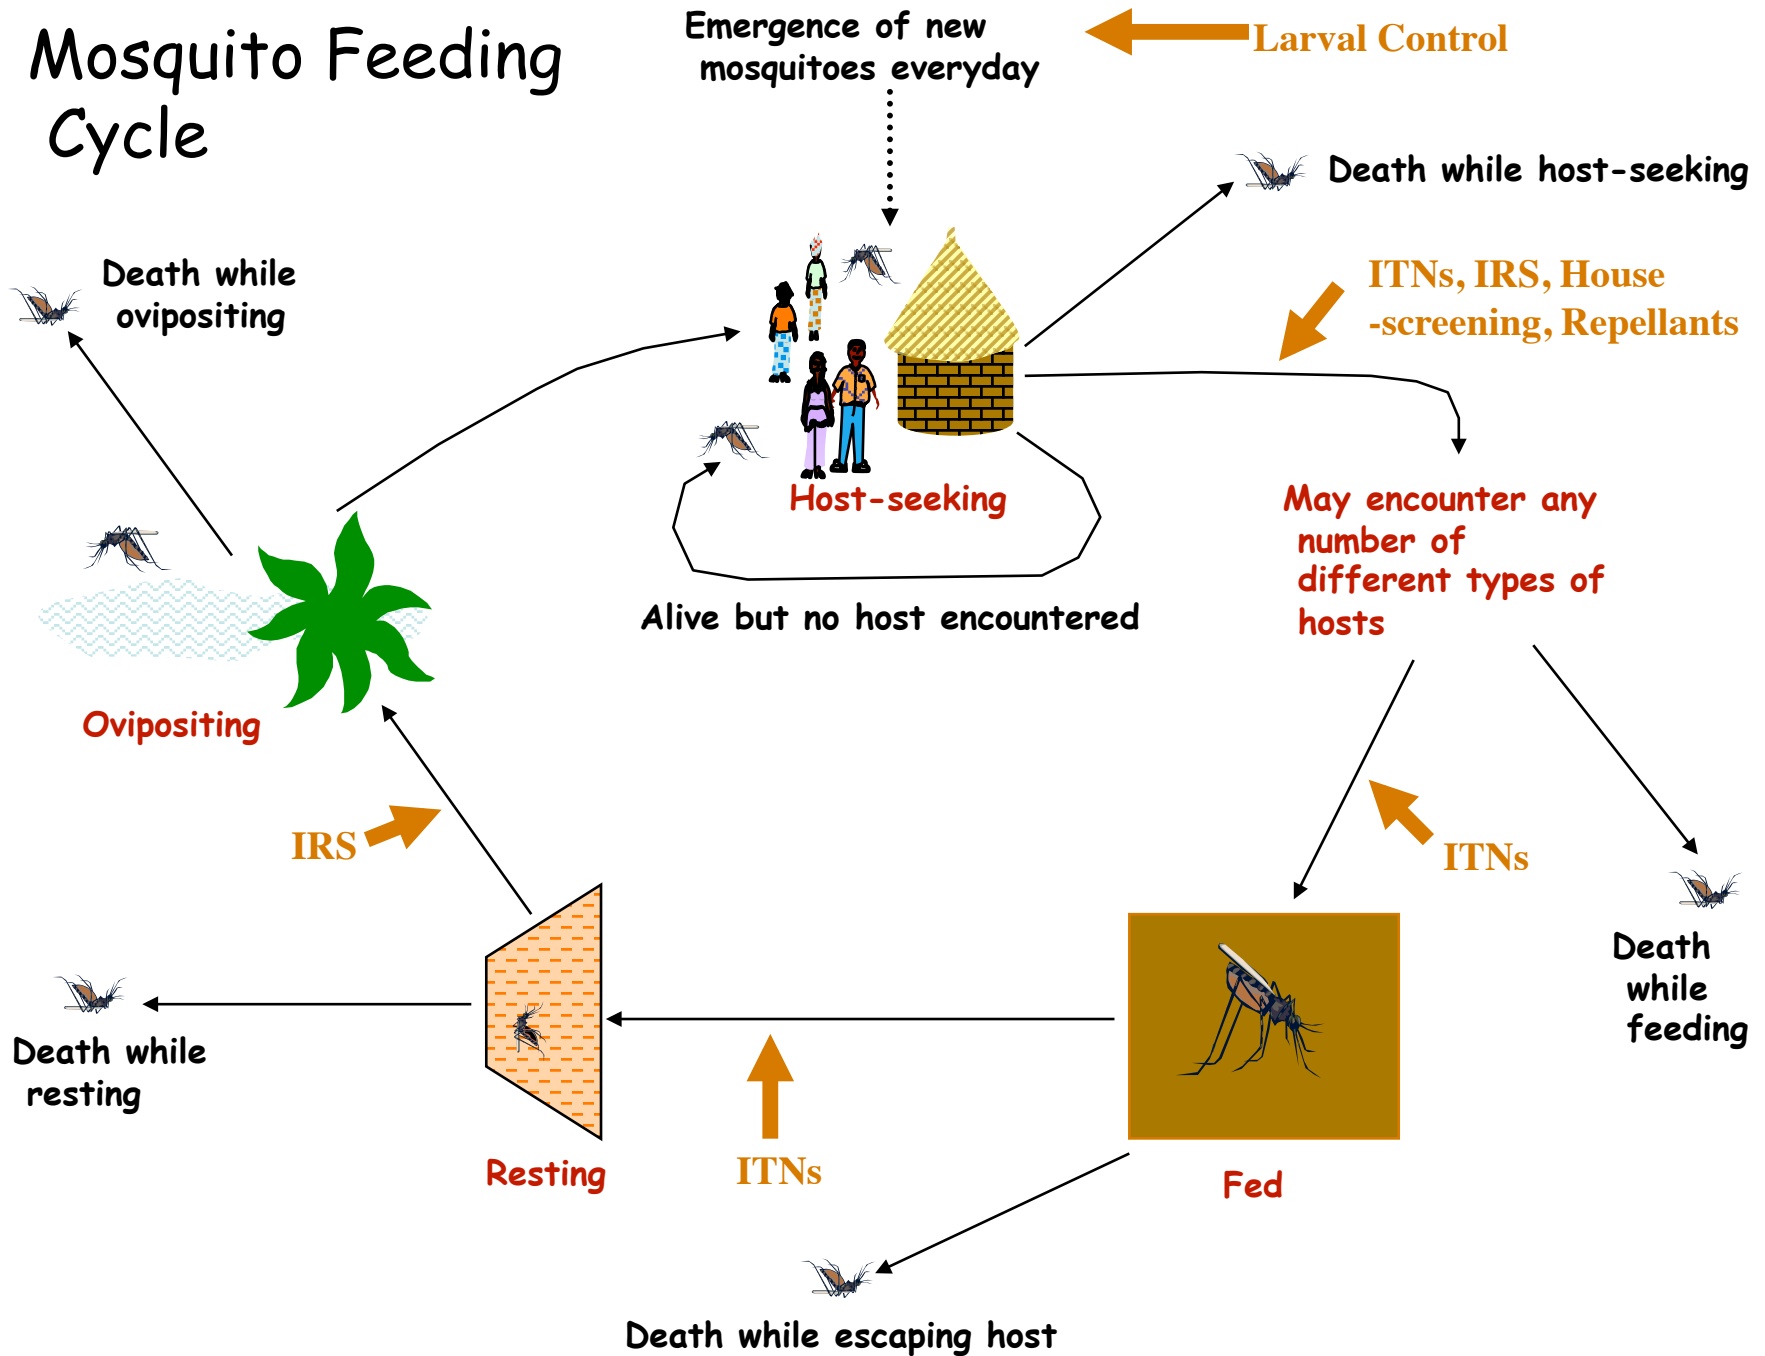 Mosquito Feeding
Cycle
Emergence of new
mosquitoes everyday
Larval Control
Death while host-seeking
Death while
ovipositing
ITNs, IRS, House
-screening, Repellants
Host-seeking
May encounter any
number of
different types of
hosts
Alive but no host encountered
Ovipositing
IRS
ITNs
Death
while
feeding
Death while
resting
Resting
ITNs
Fed
Death while escaping host